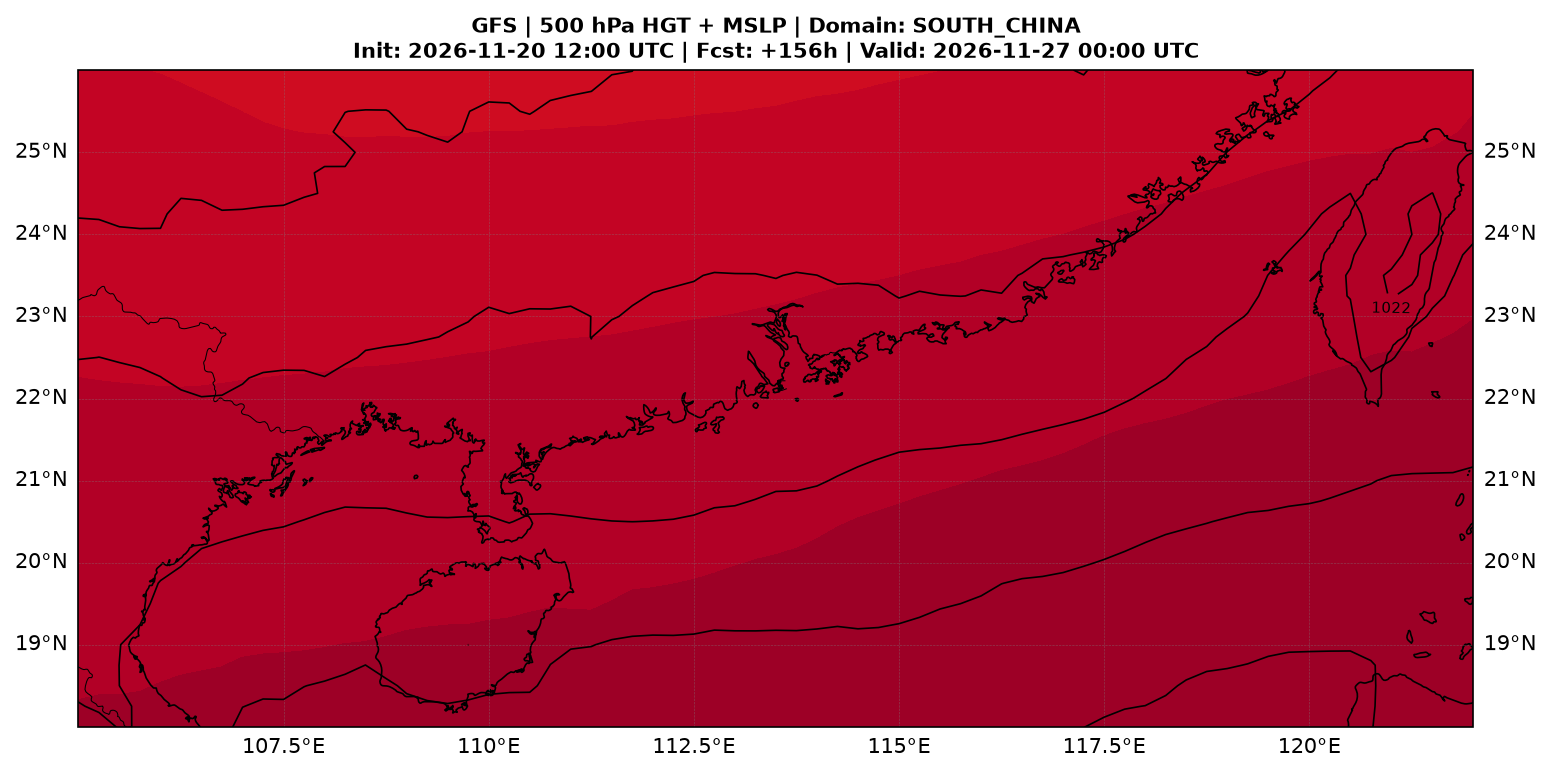 GFS | 500 hPa HGT + MSLP | Domain: SOUTH_CHINA
Init: 2026-11-20 12:00 UTC | Fcst: +156h | Valid: 2026-11-27 00:00 UTC
25°N 25°N
24°N 24°N
23°N 1022 23°N
22°N 22°N
21°N 21°N
20°N 20°N
19°N 19°N
107.5°E 110°E 112.5°E 115°E 117.5°E 120°E